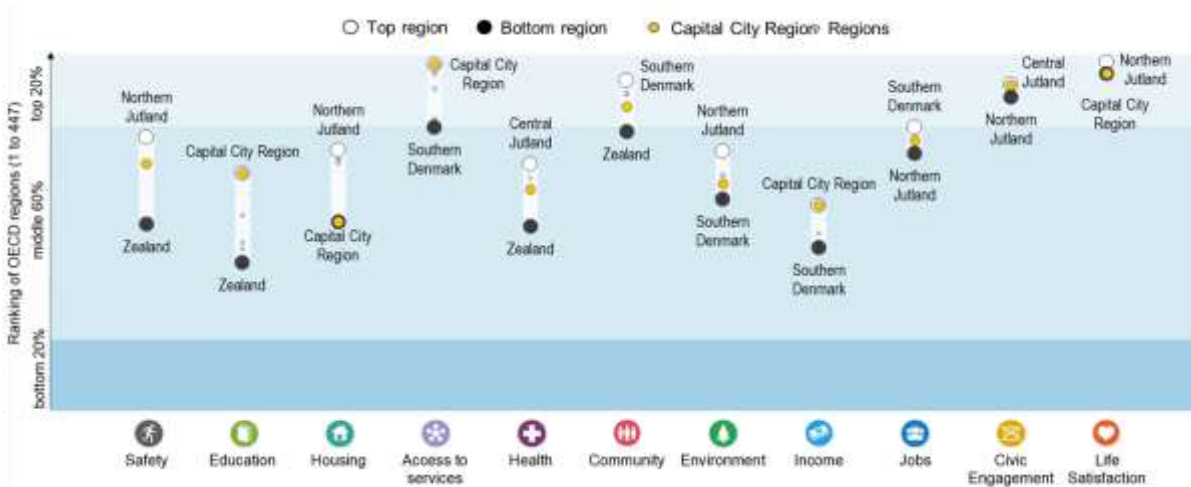 Top region
Bottom region
Capital City Region
Regions
Ranking of OECD regions (1 to 447)
top 20%
middle 60%
bottom 20%
Northern
Jutland
Zealand
Capital City Region
Zealand
Northern
Jutland
Capital City
Region
Capital City
Region
Southern
Denmark
Central
Jutland
Zealand
Southern
Denmark
Zealand
Northern
Jutland
Southern
Denmark
Capital City Region
Southern
Denmark
Southern
Denmark
Northern
Jutland
Central
Jutland
Northern
Jutland
Northern
Jutland
Capital City
Region
Safety
Education
Housing
Access to
services
Health
Community
Environment
Income
Jobs
Civic
Engagement
Life
Satisfaction